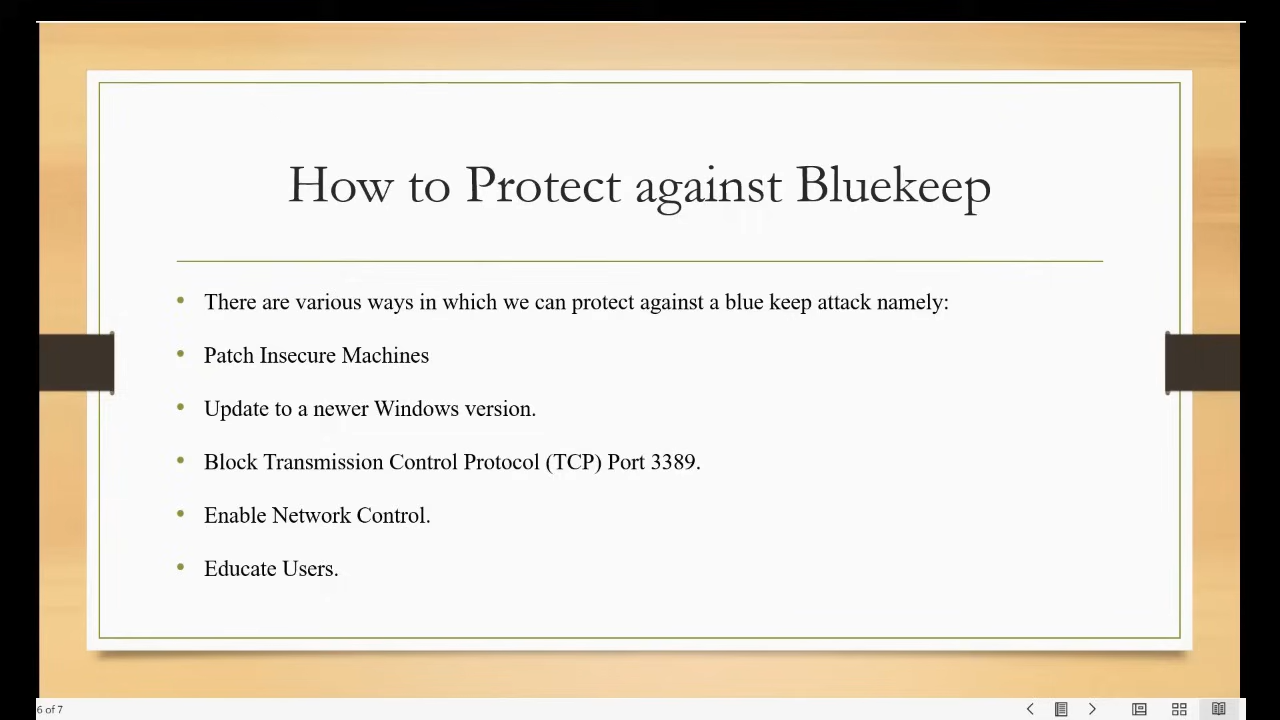 How to Protect against Bluekeep
There are various ways in which we can protect against a blue keep attack namely:
Patch Insecure Machines
Update to a newer Windows version.
Block Transmission Control Protocol (TCP) Port 3389.
Enable Network Control.
Educate Users.
6 of 7